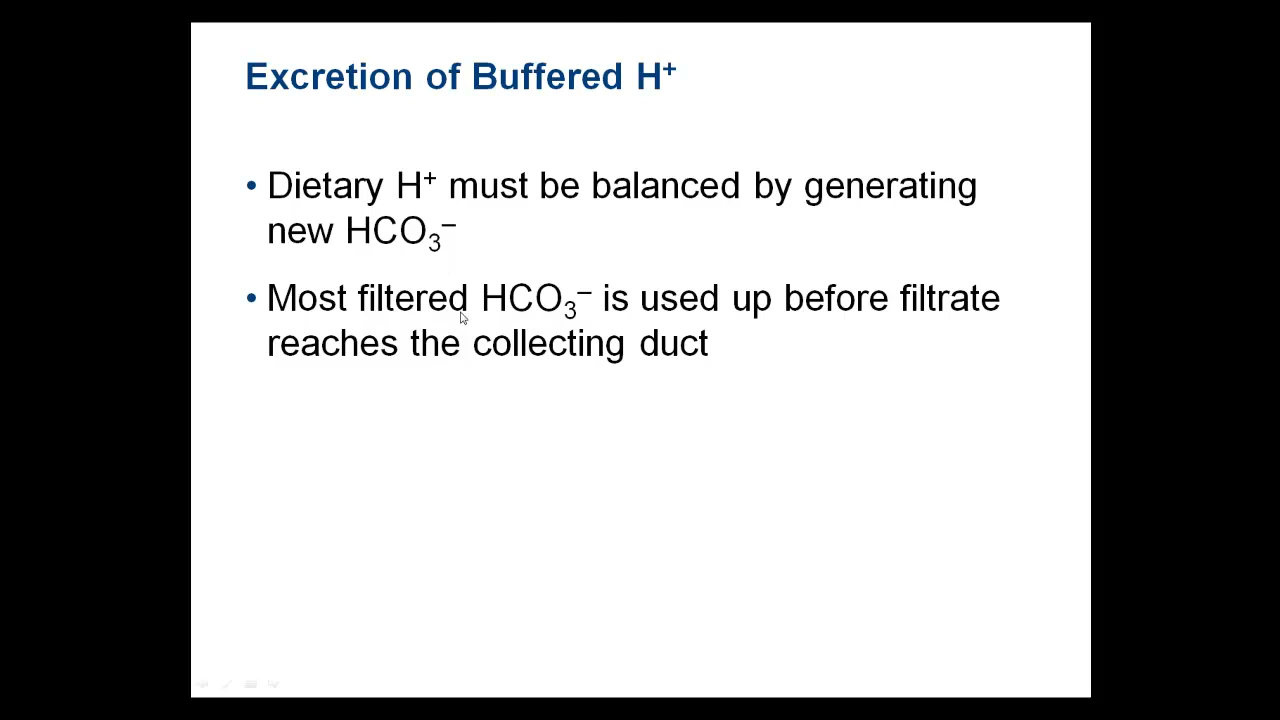 Excretion of Buffered H⁺
• Dietary H⁺ must be balanced by generating
new HCO₃⁻
• Most filtered HCO₃⁻ is used up before filtrate
reaches the collecting duct